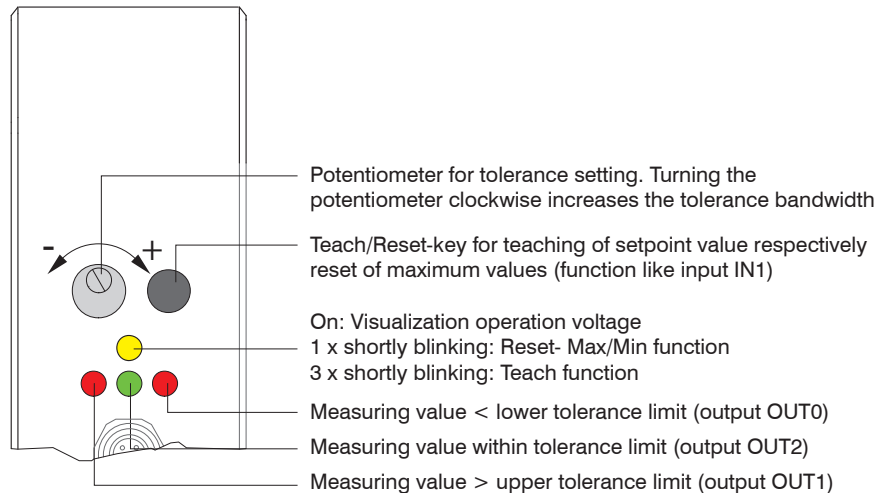 Potentiometer for tolerance setting. Turning the
potentiometer clockwise increases the tolerance bandwidth
- +
Teach/Reset-key for teaching of setpoint value respectively
reset of maximum values (function like input IN1)
On: Visualization operation voltage
1 x shortly blinking: Reset- Max/Min function
3 x shortly blinking: Teach function
Measuring value < lower tolerance limit (output OUT0)
Measuring value within tolerance limit (output OUT2)
Measuring value > upper tolerance limit (output OUT1)